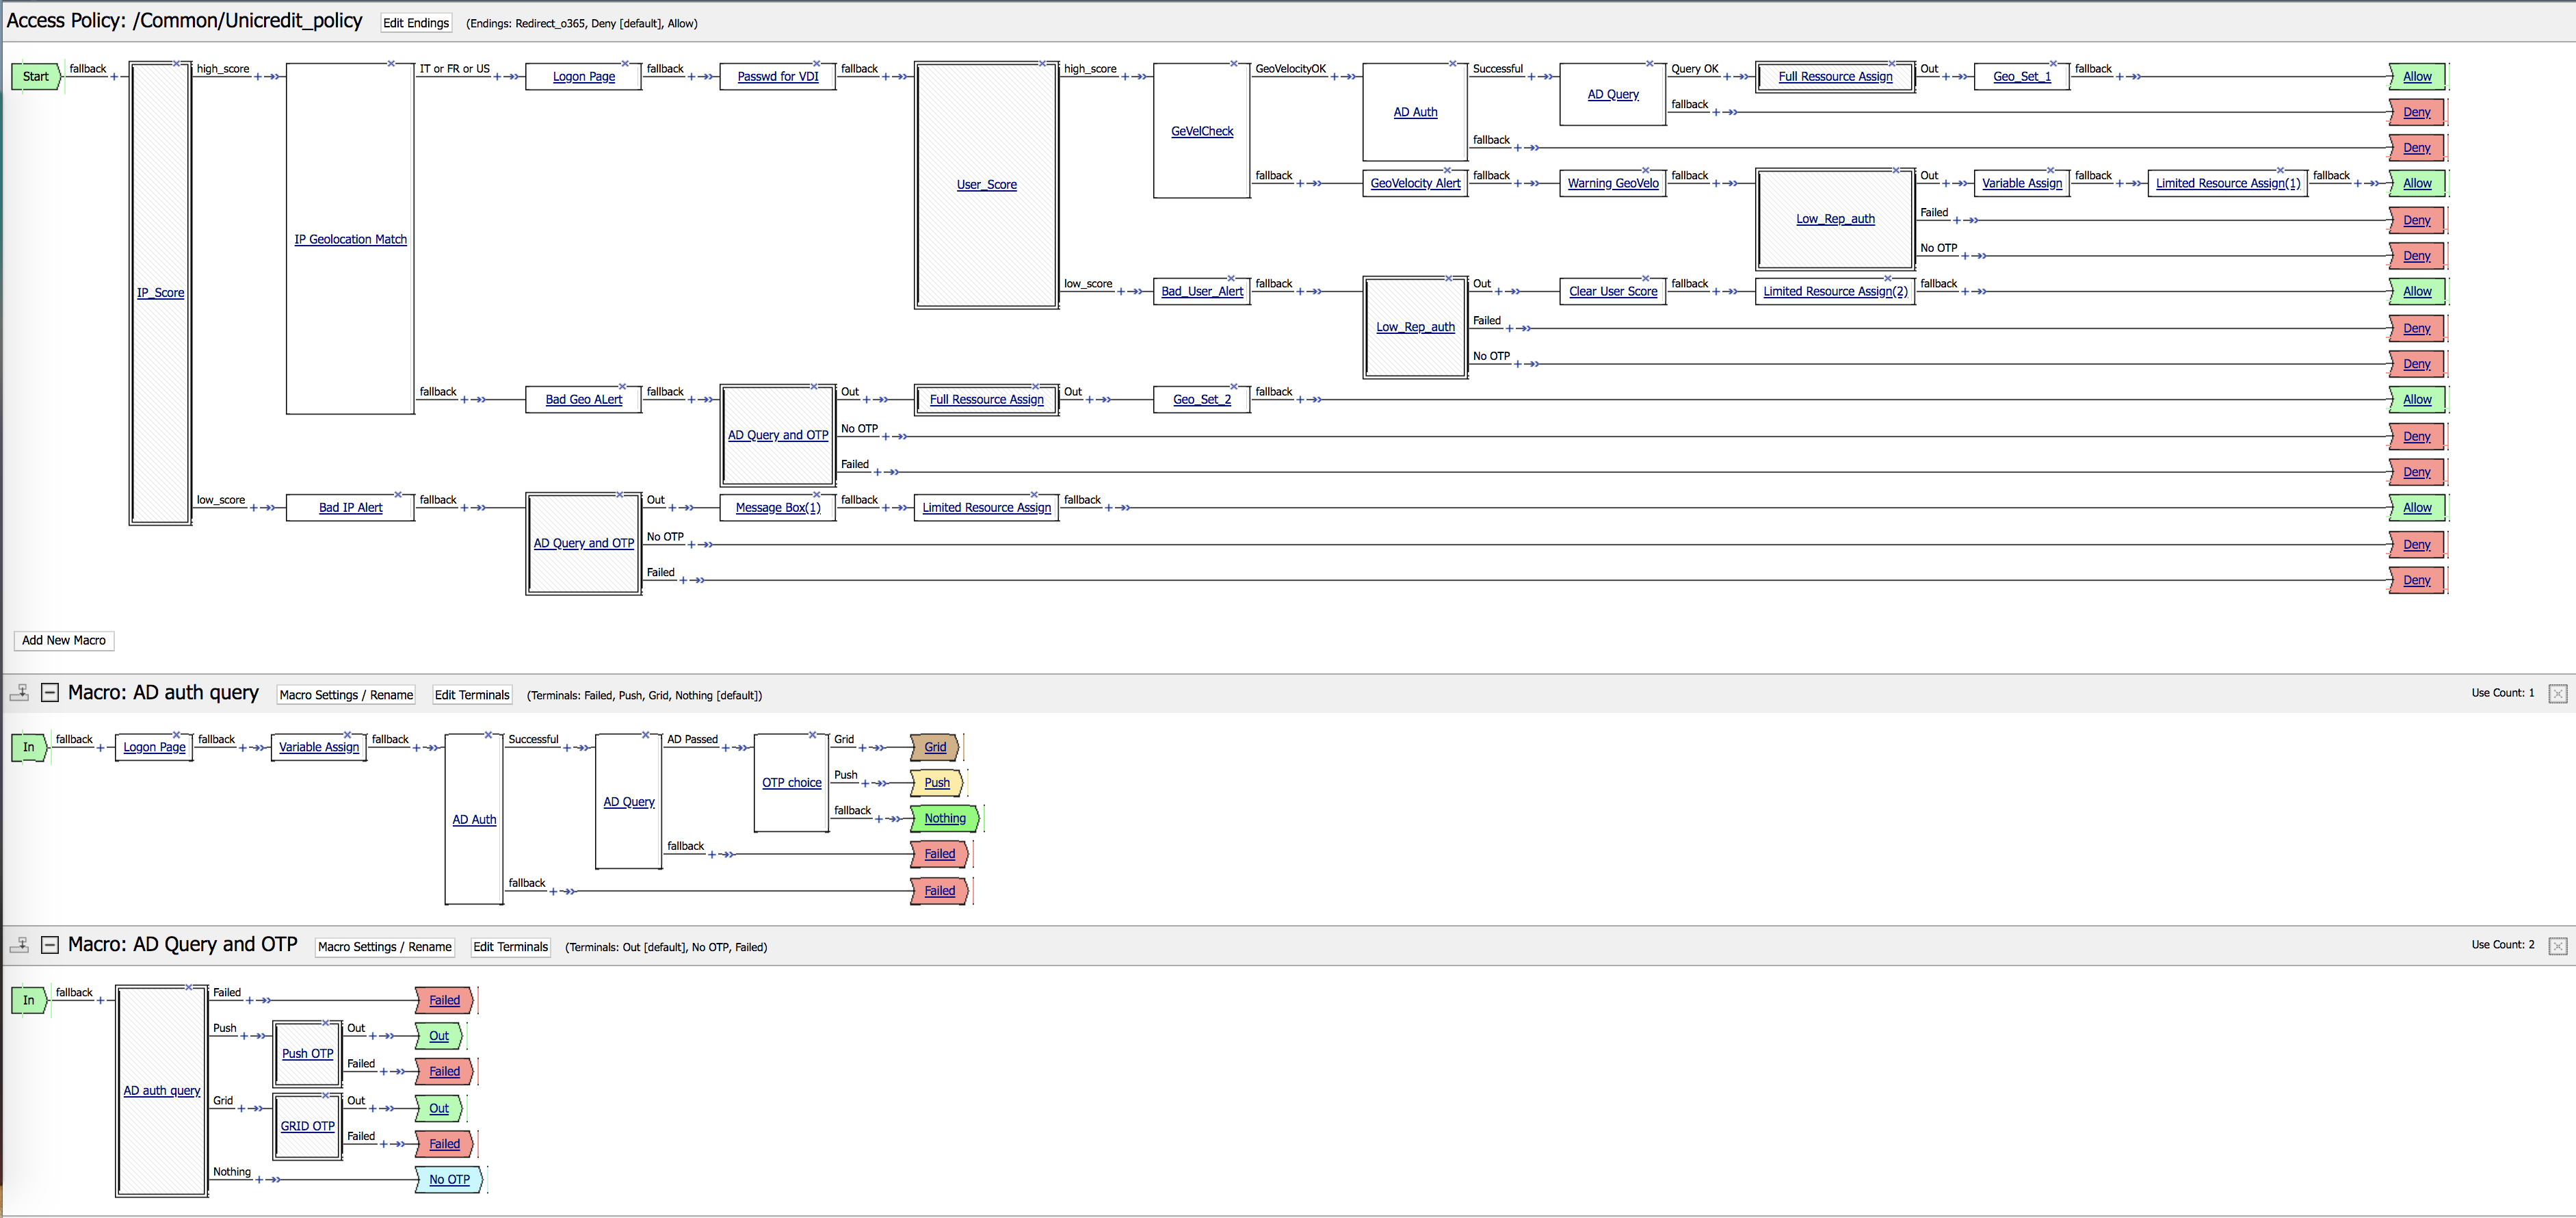 Access Policy: /Common/Unicredit_policy Edit Endings (Endings: Redirect_o365, Deny [default], Allow)
Start fallback + IP_Score high_score + IP Geolocation Match IT or FR or US + Logon Page fallback + Passwd for VDI fallback + User_Score high_score + GeVelCheck GeoVelocityOK + AD Auth Successful + AD Query Query OK + Full Ressource Assign Out + Geo_Set_1 fallback + Allow
fallback + Deny
fallback + Deny
fallback + GeoVelocity Alert fallback + Warning GeoVelo fallback + Low_Rep_auth Out + Variable Assign fallback + Limited Resource Assign(1) fallback + Allow
Failed + Deny
No OTP + Deny
low_score + Bad_User_Alert fallback + Low_Rep_auth Out + Clear User Score fallback + Limited Resource Assign(2) fallback + Allow
Failed + Deny
No OTP + Deny
fallback + Bad Geo ALert fallback + AD Query and OTP Out + Full Ressource Assign Out + Geo_Set_2 fallback + Allow
No OTP + Deny
Failed + Deny
low_score + Bad IP Alert fallback + AD Query and OTP Out + Message Box(1) fallback + Limited Resource Assign fallback + Allow
No OTP + Deny
Failed + Deny
Add New Macro
Macro: AD auth query Macro Settings / Rename Edit Terminals (Terminals: Failed, Push, Grid, Nothing [default]) Use Count: 1
In fallback + Logon Page fallback + Variable Assign fallback + AD Auth Successful + AD Query AD Passed + OTP choice Grid + Grid
Push + Push
fallback + Nothing
fallback + Failed
fallback + Failed
Macro: AD Query and OTP Macro Settings / Rename Edit Terminals (Terminals: Out [default], No OTP, Failed) Use Count: 2
In fallback + AD auth query Failed + Failed
Push + Push OTP Out + Out
Failed + Failed
Grid + GRID OTP Out + Out
Failed + Failed
Nothing + No OTP